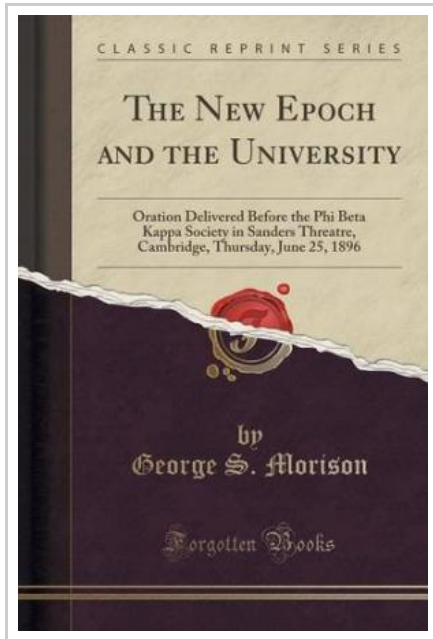 CLASSIC REPRINT SERIES
THE NEW EPOCH
AND THE UNIVERSITY
Oration Delivered Before the Phi Beta
Kappa Society in Sanders Threatre,
Cambridge, Thursday, June 25, 1896
by
George S. Morison
Forgotten Books